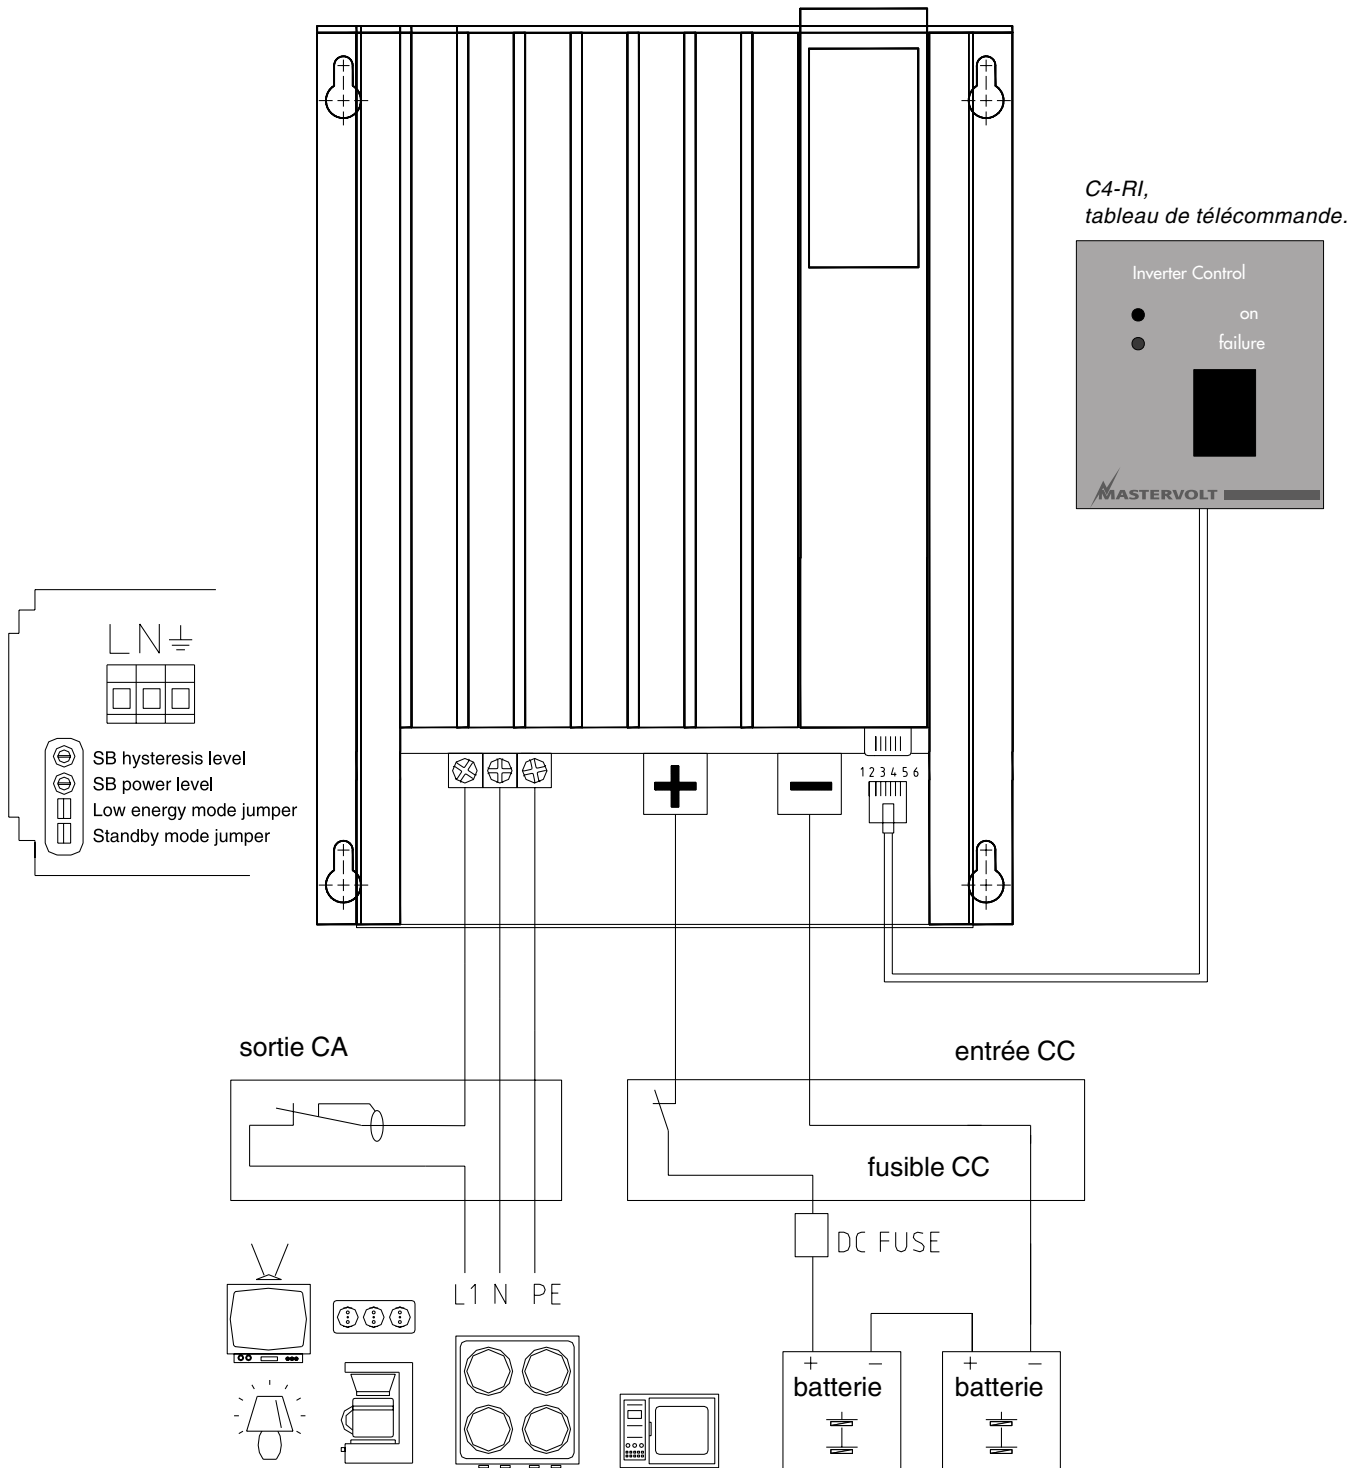 C4-RI,
tableau de télécommande.
Inverter Control
on
failure
MASTERVOLT
L N
SB hysteresis level
SB power level
Low energy mode jumper
Standby mode jumper
+ −
1 2 3 4 5 6
sortie CA
entrée CC
fusible CC
DC FUSE
L1 N PE
+ − + −
batterie batterie